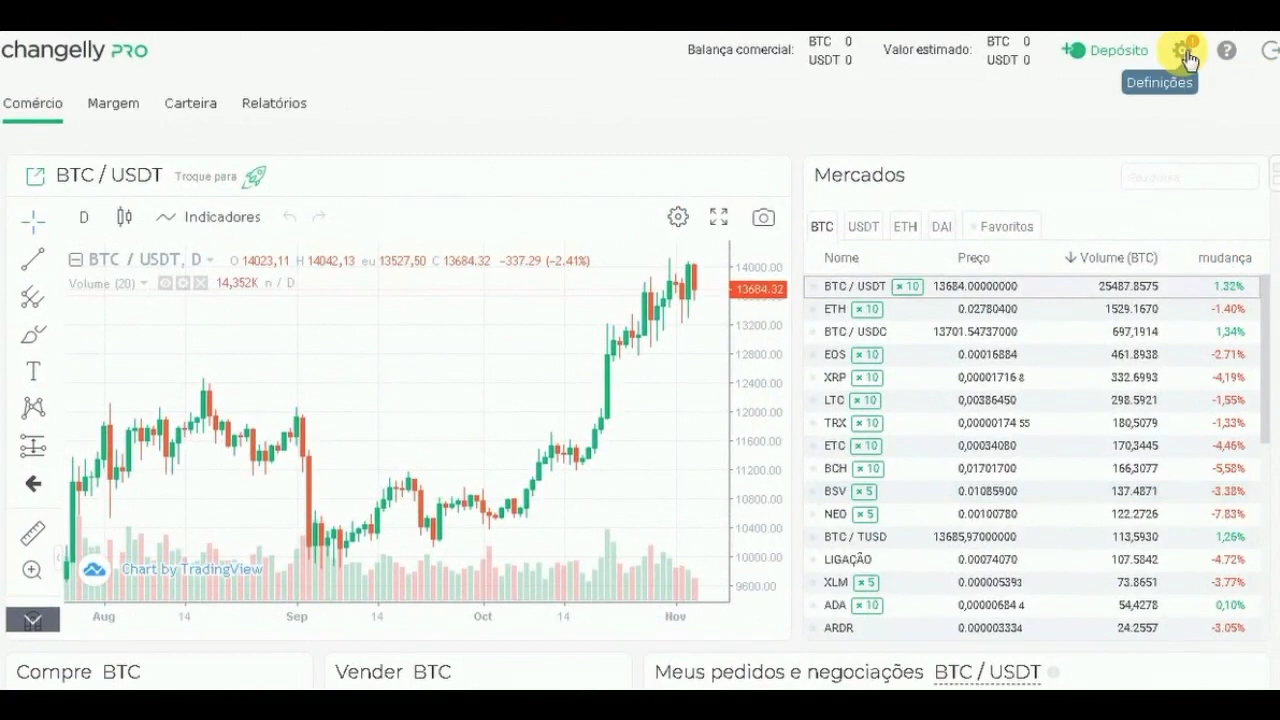 changelly PRO
Balança comercial: BTC 0 USDT 0
Valor estimado: BTC 0 USDT 0
Depósito
Definições
Comércio Margem Carteira Relatórios
BTC / USDT Troque para
D Indicadores
BTC / USDT, D O 14023,11 H 14042,13 eu 13527,50 C 13684.32 -337.29 (-2.41%)
Volume (20) 14,352K n / D
14000.00
13684.32
13200.00
12800.00
12400.00
12000.00
11600.00
11200.00
10800.00
10400.00
10000.00
9600.00
Chart by TradingView
Aug 14 Sep 14 Oct 14 Nov
Mercados
BTC USDT ETH DAI Favoritos
Nome Preço Volume (BTC) mudança
BTC / USDT × 10 13684.00000000 25487.8575 1.32%
ETH × 10 0.02780400 1529.1670 -1.40%
BTC / USDC 13701.54737000 697,1914 1,34%
EOS × 10 0.00016884 461.8938 -2.71%
XRP × 10 0,00001716 8 332.6993 -4,19%
LTC × 10 0,00386450 298.5921 -1,55%
TRX × 10 0,00000174 55 180,5079 -1,33%
ETC × 10 0,00034080 170,3445 -4,46%
BCH × 10 0,01701700 166,3077 -5,58%
BSV × 5 0.01085900 137.4871 -3.38%
NEO × 5 0.00100780 122.2726 -7.83%
BTC / TUSD 13685,97000000 113,5930 1,26%
LIGAÇÃO 0.00074070 107.5842 -4.72%
XLM × 5 0.000005393 73.8651 -3.77%
ADA × 10 0,00000684 4 54,4278 0,10%
ARDR 0.000003334 24.2557 -3.05%
Compre BTC
Vender BTC
Meus pedidos e negociações BTC / USDT